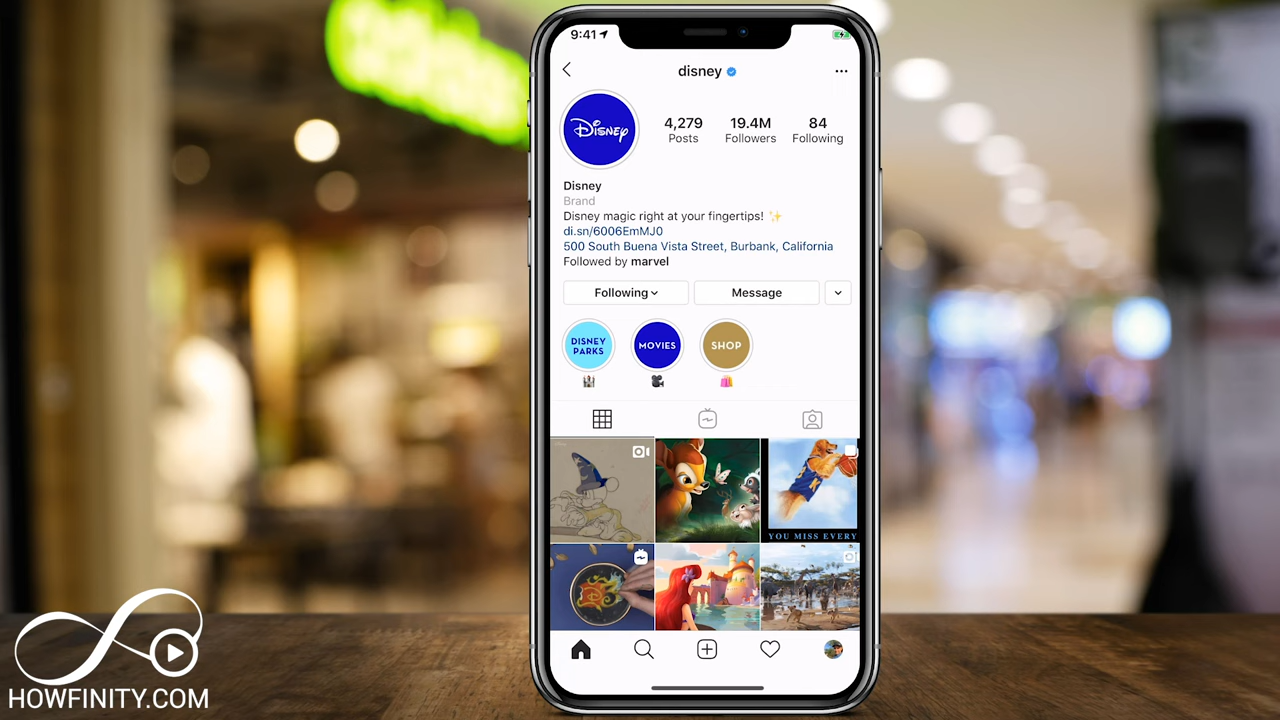 9:41
disney
Disney
4,279
Posts
19.4M
Followers
84
Following
Disney
Brand
Disney magic right at your fingertips! ✨
di.sn/6006EmMJ0
500 South Buena Vista Street, Burbank, California
Followed by marvel
Following
Message
DISNEY
PARKS
MOVIES
SHOP
YOU MISS EVERY
HOWFINITY.COM